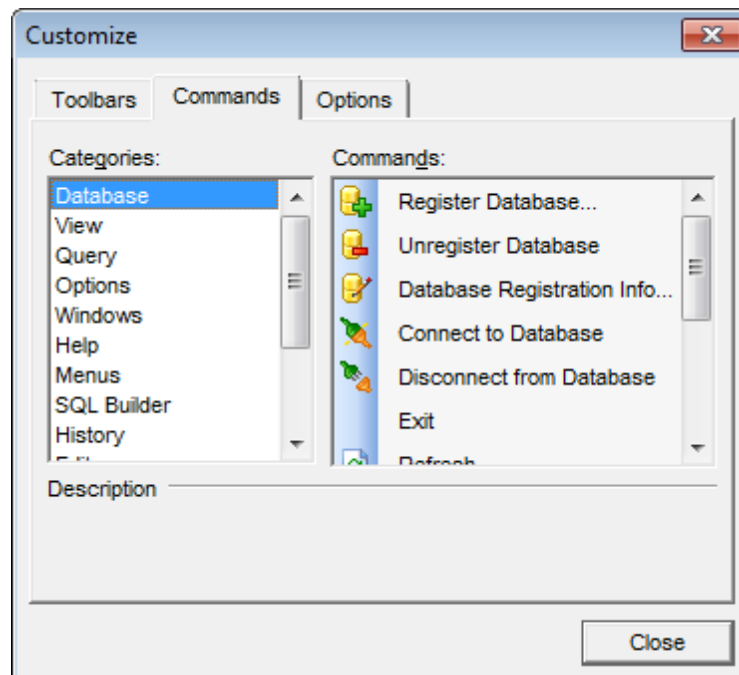 Customize
Toolbars Commands Options
Categories: Commands:
Database
View
Query
Options
Windows
Help
Menus
SQL Builder
History
Register Database...
Unregister Database
Database Registration Info...
Connect to Database
Disconnect from Database
Exit
Refresh
Description
Close